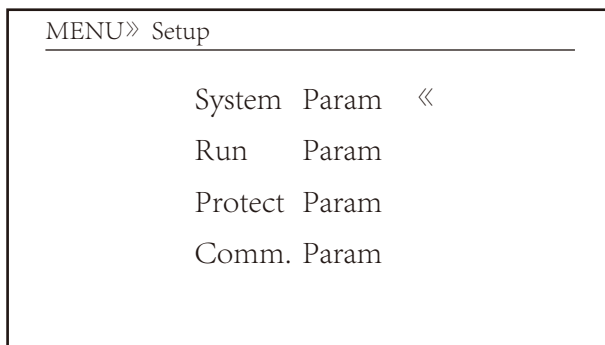 MENU》 Setup
System Param 《
Run Param
Protect Param
Comm. Param